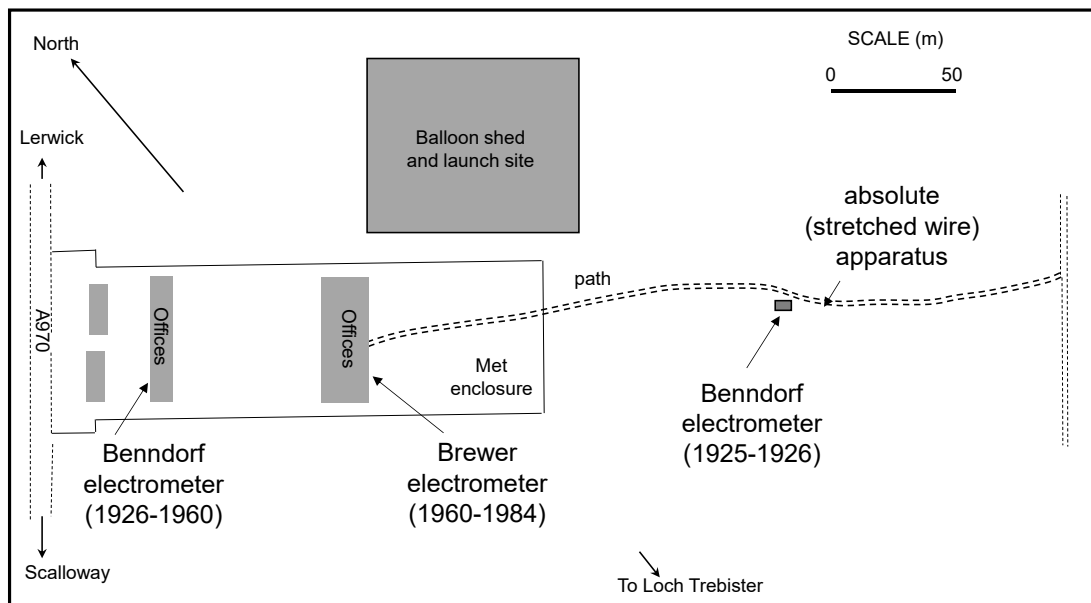 North
SCALE (m)
0 50
Lerwick
Balloon shed
and launch site
absolute
(stretched wire)
apparatus
path
A970
Offices
Offices
Met
enclosure
Benndorf
electrometer
(1925-1926)
Benndorf
electrometer
(1926-1960)
Brewer
electrometer
(1960-1984)
Scalloway
To Loch Trebister